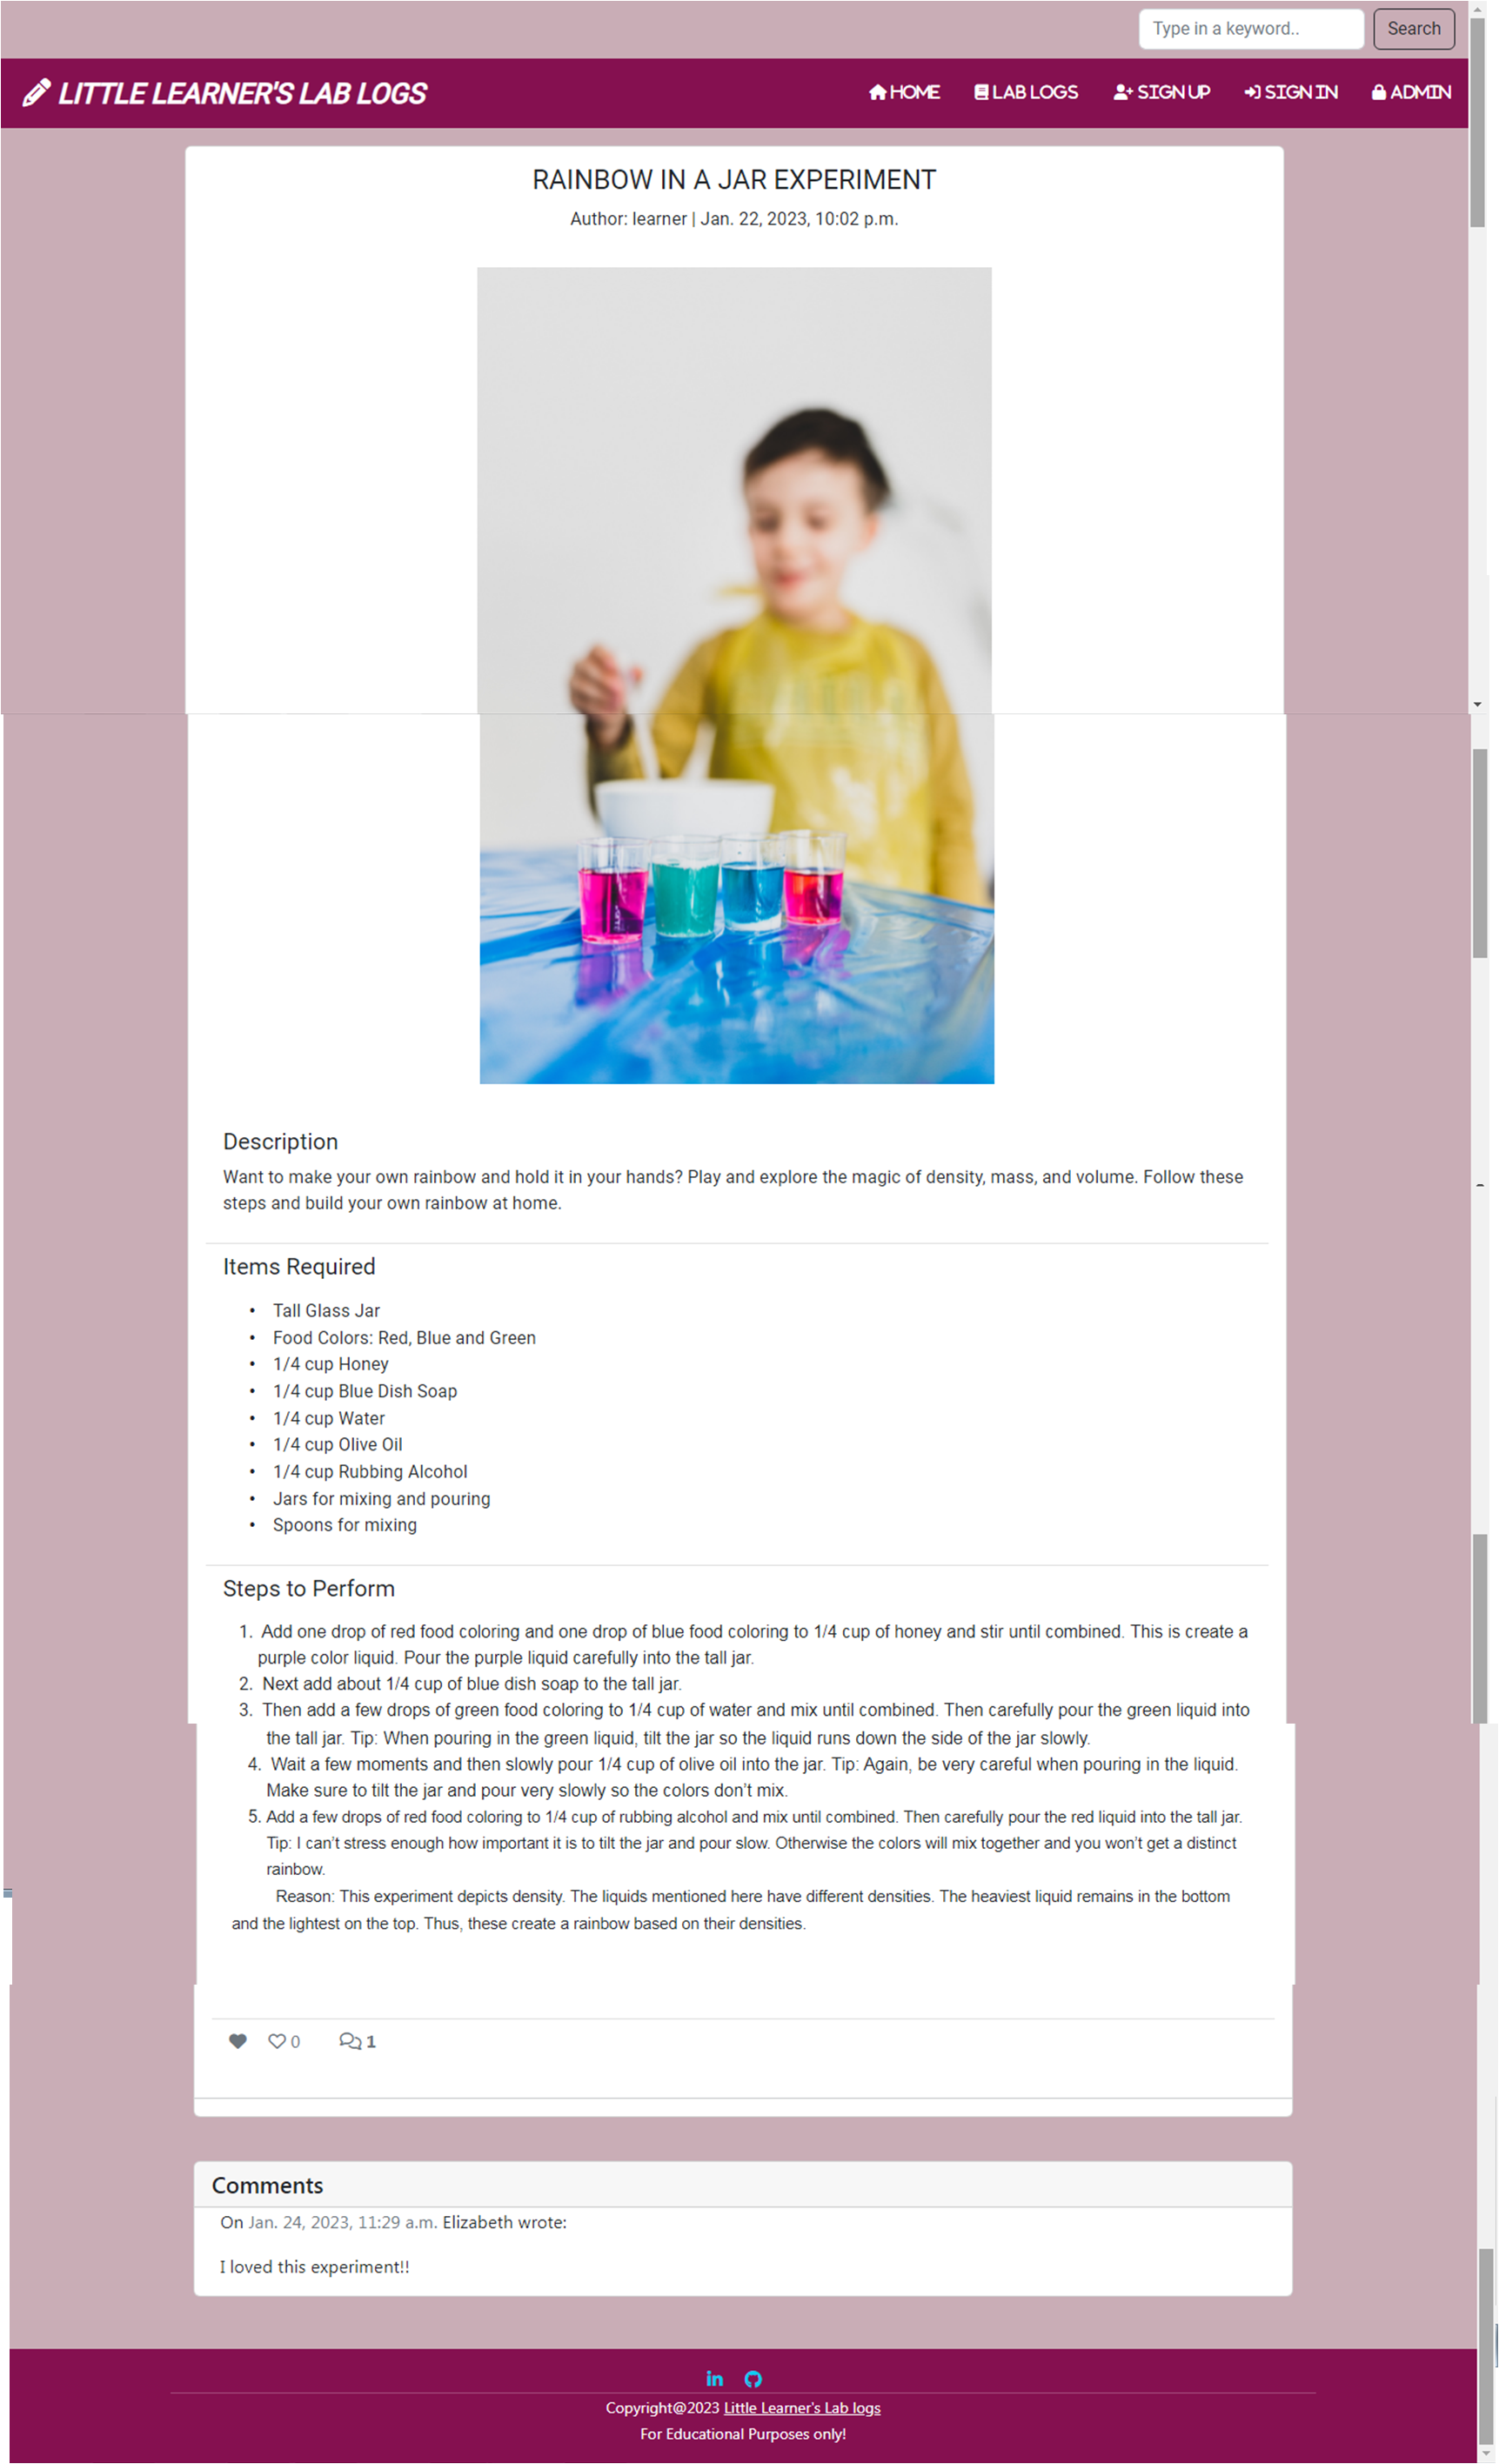 Type in a keyword..
Search
LITTLE LEARNER'S LAB LOGS
HOME
LAB LOGS
SIGN UP
SIGN IN
ADMIN
RAINBOW IN A JAR EXPERIMENT
Author: learner | Jan. 22, 2023, 10:02 p.m.
Description
Want to make your own rainbow and hold it in your hands? Play and explore the magic of density, mass, and volume. Follow these
steps and build your own rainbow at home.
Items Required
• Tall Glass Jar
• Food Colors: Red, Blue and Green
• 1/4 cup Honey
• 1/4 cup Blue Dish Soap
• 1/4 cup Water
• 1/4 cup Olive Oil
• 1/4 cup Rubbing Alcohol
• Jars for mixing and pouring
• Spoons for mixing
Steps to Perform
1. Add one drop of red food coloring and one drop of blue food coloring to 1/4 cup of honey and stir until combined. This is create a
purple color liquid. Pour the purple liquid carefully into the tall jar.
2. Next add about 1/4 cup of blue dish soap to the tall jar.
3. Then add a few drops of green food coloring to 1/4 cup of water and mix until combined. Then carefully pour the green liquid into
the tall jar. Tip: When pouring in the green liquid, tilt the jar so the liquid runs down the side of the jar slowly.
4. Wait a few moments and then slowly pour 1/4 cup of olive oil into the jar. Tip: Again, be very careful when pouring in the liquid.
Make sure to tilt the jar and pour very slowly so the colors don't mix.
5. Add a few drops of red food coloring to 1/4 cup of rubbing alcohol and mix until combined. Then carefully pour the red liquid into the tall jar.
Tip: I can't stress enough how important it is to tilt the jar and pour slow. Otherwise the colors will mix together and you won't get a distinct
rainbow.
Reason: This experiment depicts density. The liquids mentioned here have different densities. The heaviest liquid remains in the bottom
and the lightest on the top. Thus, these create a rainbow based on their densities.
0 1
Comments
On Jan. 24, 2023, 11:29 a.m. Elizabeth wrote:
I loved this experiment!!
in
Copyright@2023 Little Learner's Lab logs
For Educational Purposes only!